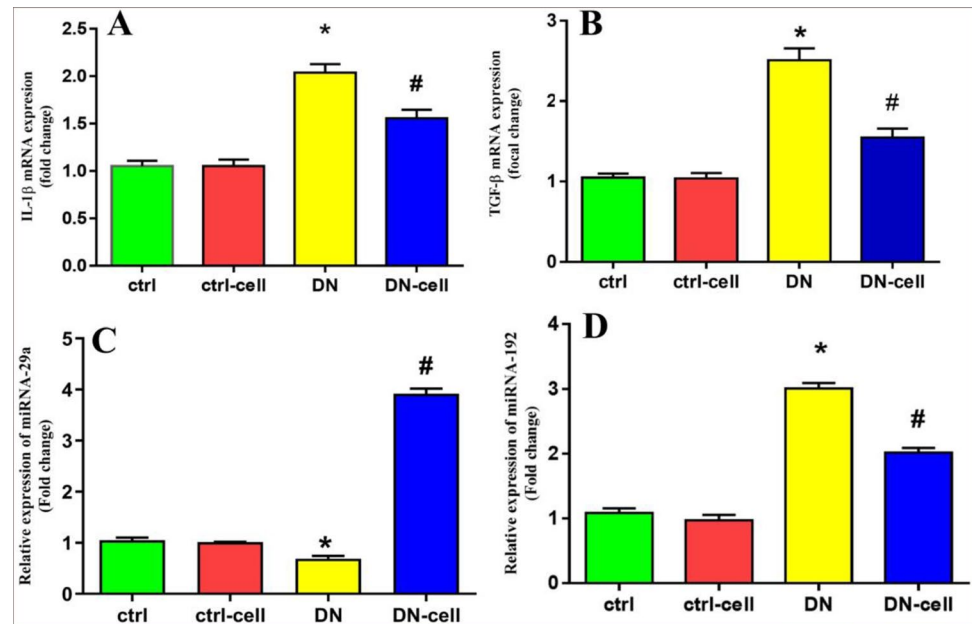 A
IL-1β mRNA expresion
(fold change)
2.5
2.0
1.5
1.0
0.5
0.0
*
#
ctrl
ctrl-cell
DN
DN-cell
B
TGF-β mRNA expression
(focal change)
3
2
1
0
*
#
ctrl
ctrl-cell
DN
DN-cell
C
Relative expression of miRNA-29a
(Fold change)
5
4
3
2
1
0
*
#
ctrl
ctrl-cell
DN
DN-cell
D
Relative expression of miRNA-192
(Fold change)
4
3
2
1
0
*
#
ctrl
ctrl-cell
DN
DN-cell